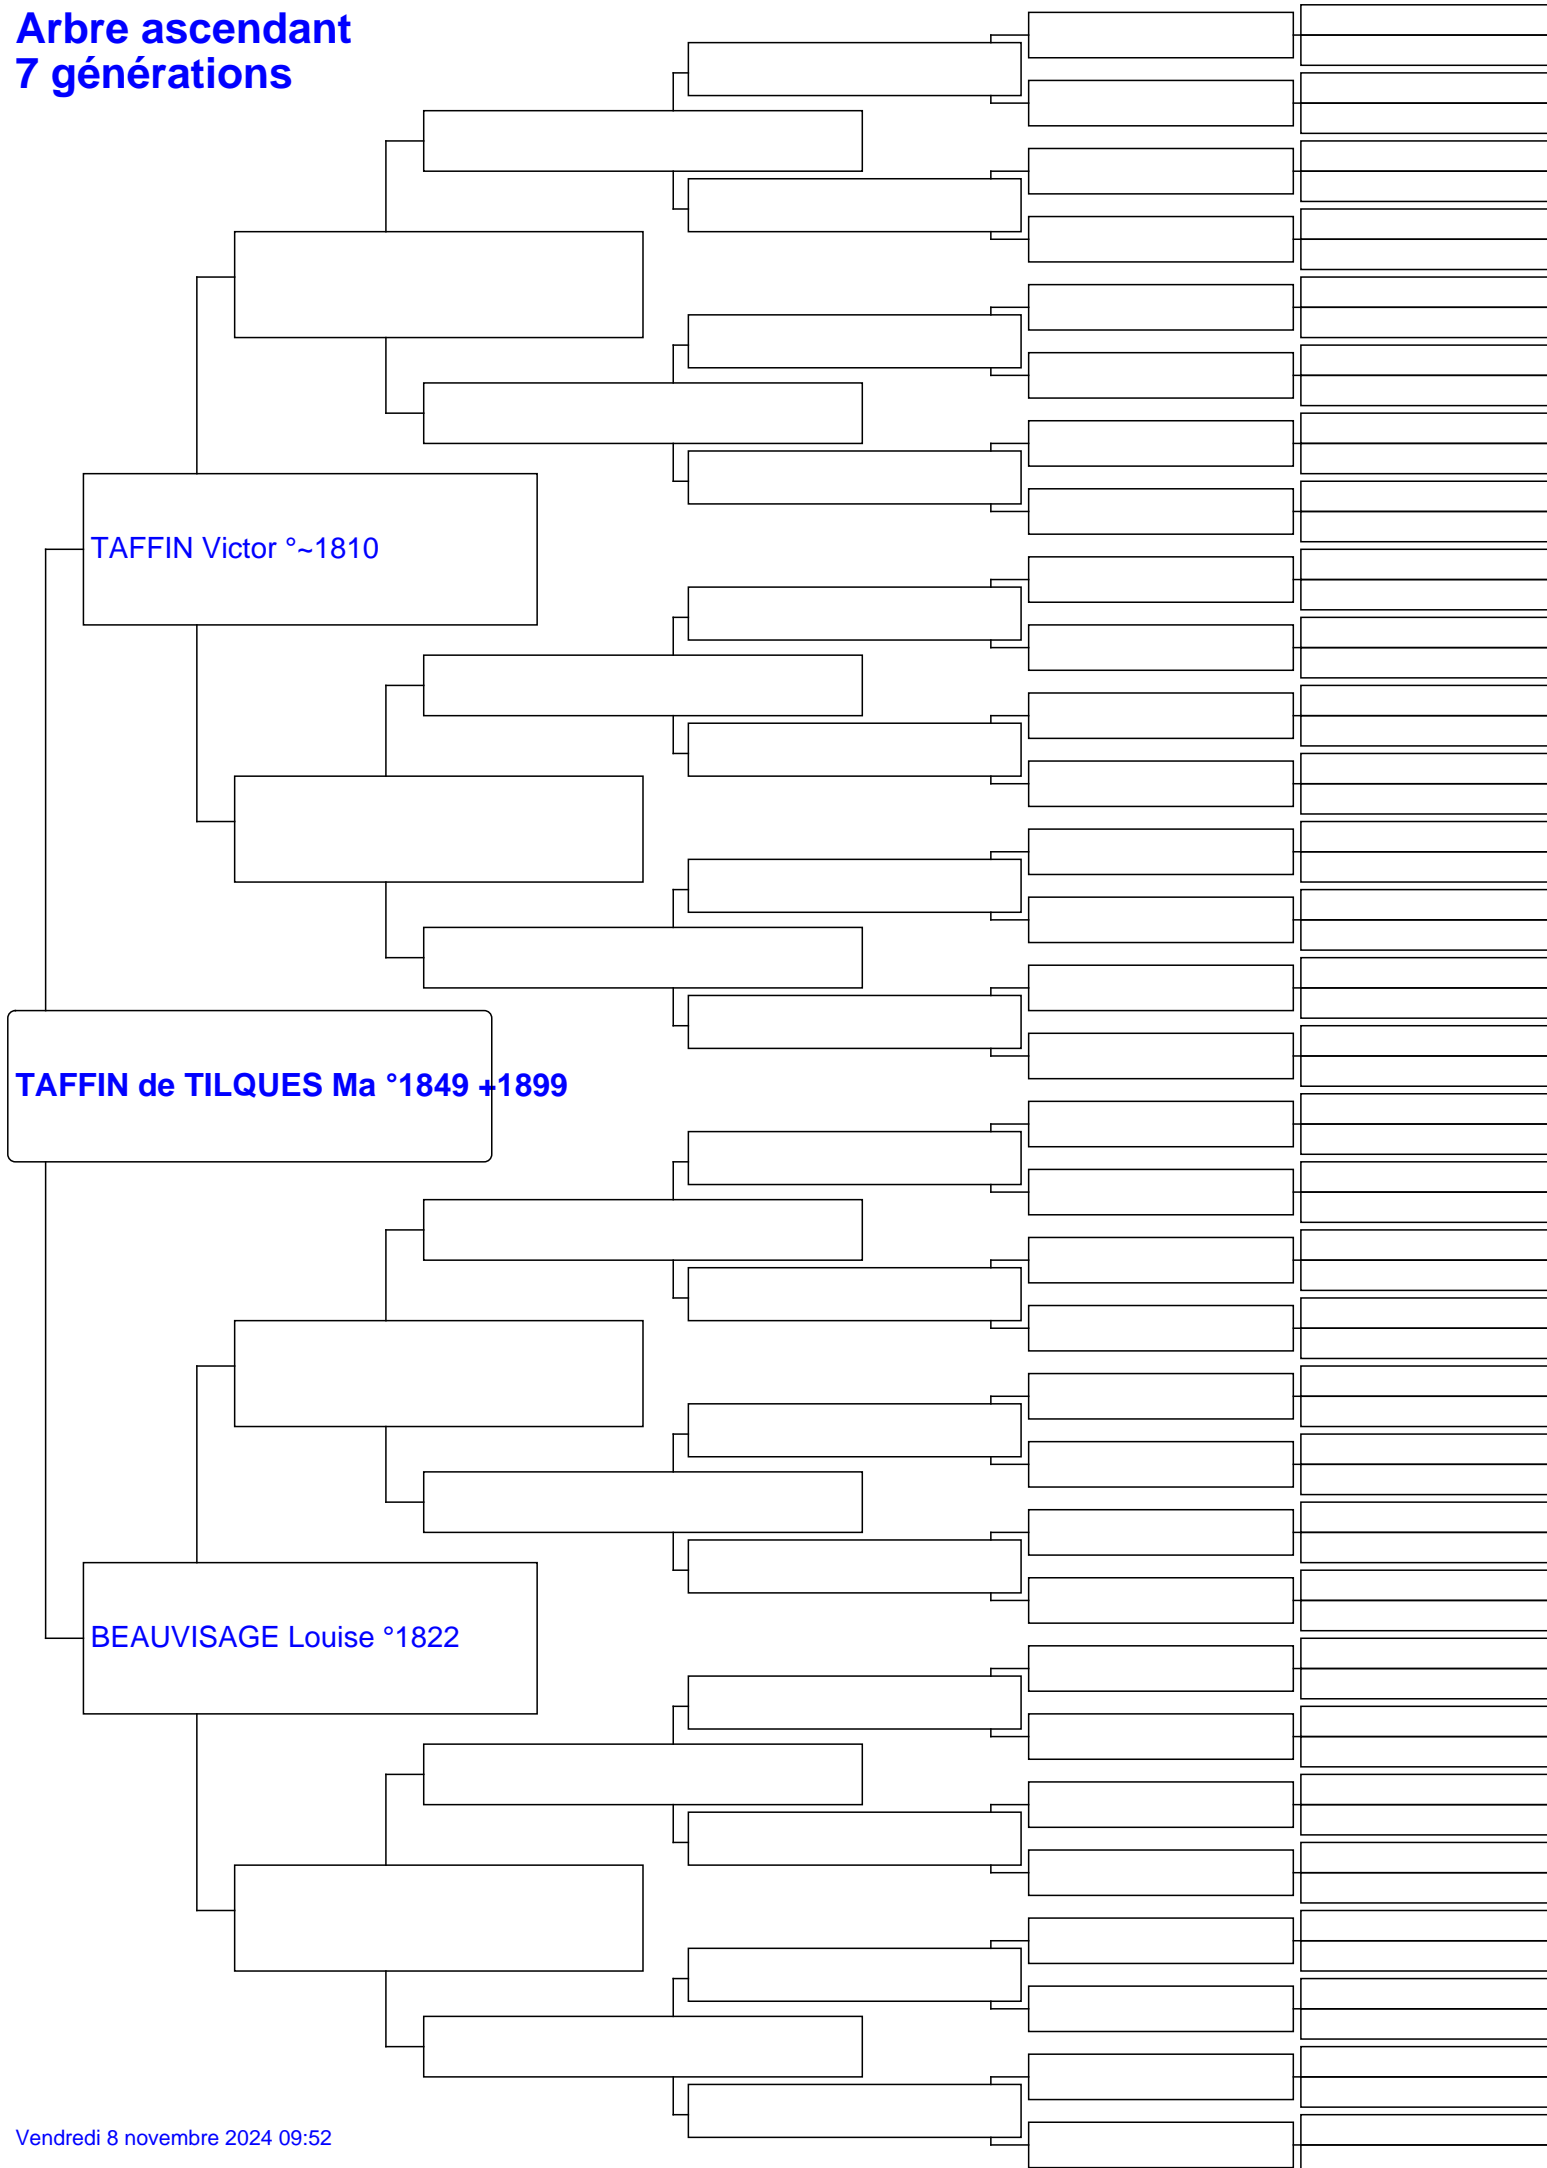 Arbre ascendant
7 générations
TAFFIN Victor °~1810
TAFFIN de TILQUES Ma °1849 +1899
BEAUVISAGE Louise °1822
Vendredi 8 novembre 2024 09:52